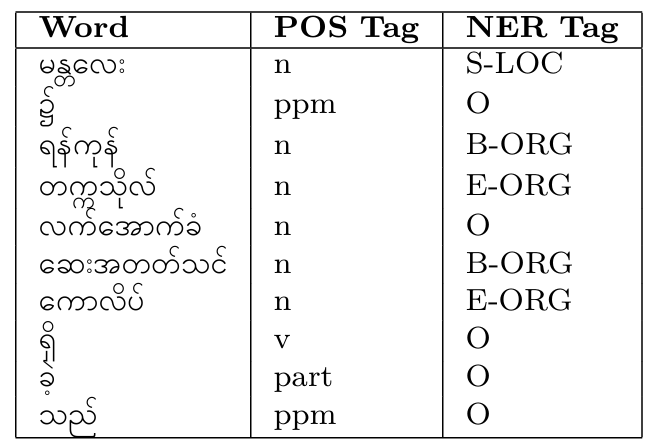 Word POS Tag NER Tag
မန္တလေး n S-LOC
၌ ppm O
ရန်ကုန် n B-ORG
တက္ကသိုလ် n E-ORG
လက်အောက်ခံ n O
ဆေးအတတ်သင် n B-ORG
ကောလိပ် n E-ORG
ရှိ v O
ခဲ့ part O
သည် ppm O